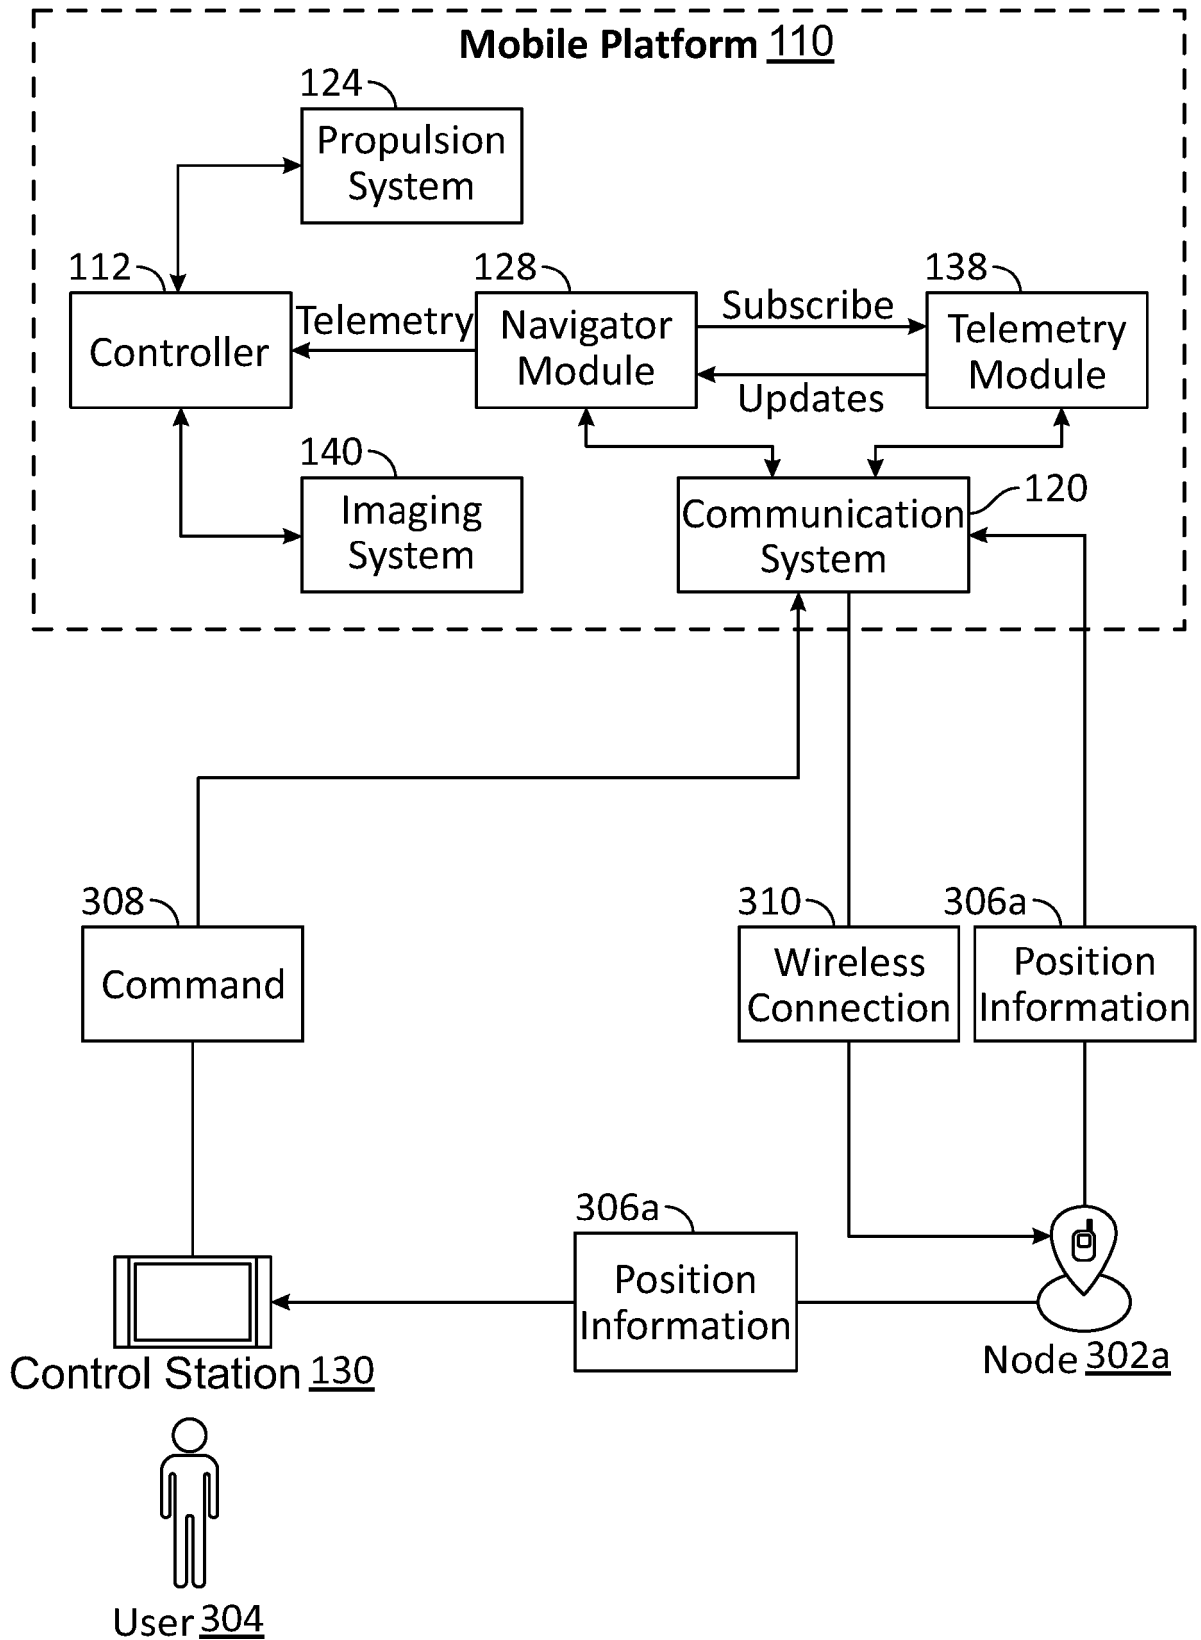 Mobile Platform 110
124
Propulsion
System
112
Controller
Telemetry
128
Navigator
Module
Subscribe
Updates
138
Telemetry
Module
140
Imaging
System
Communication
System
120
308
Command
310
Wireless
Connection
306a
Position
Information
306a
Position
Information
Control Station 130
Node 302a
User 304